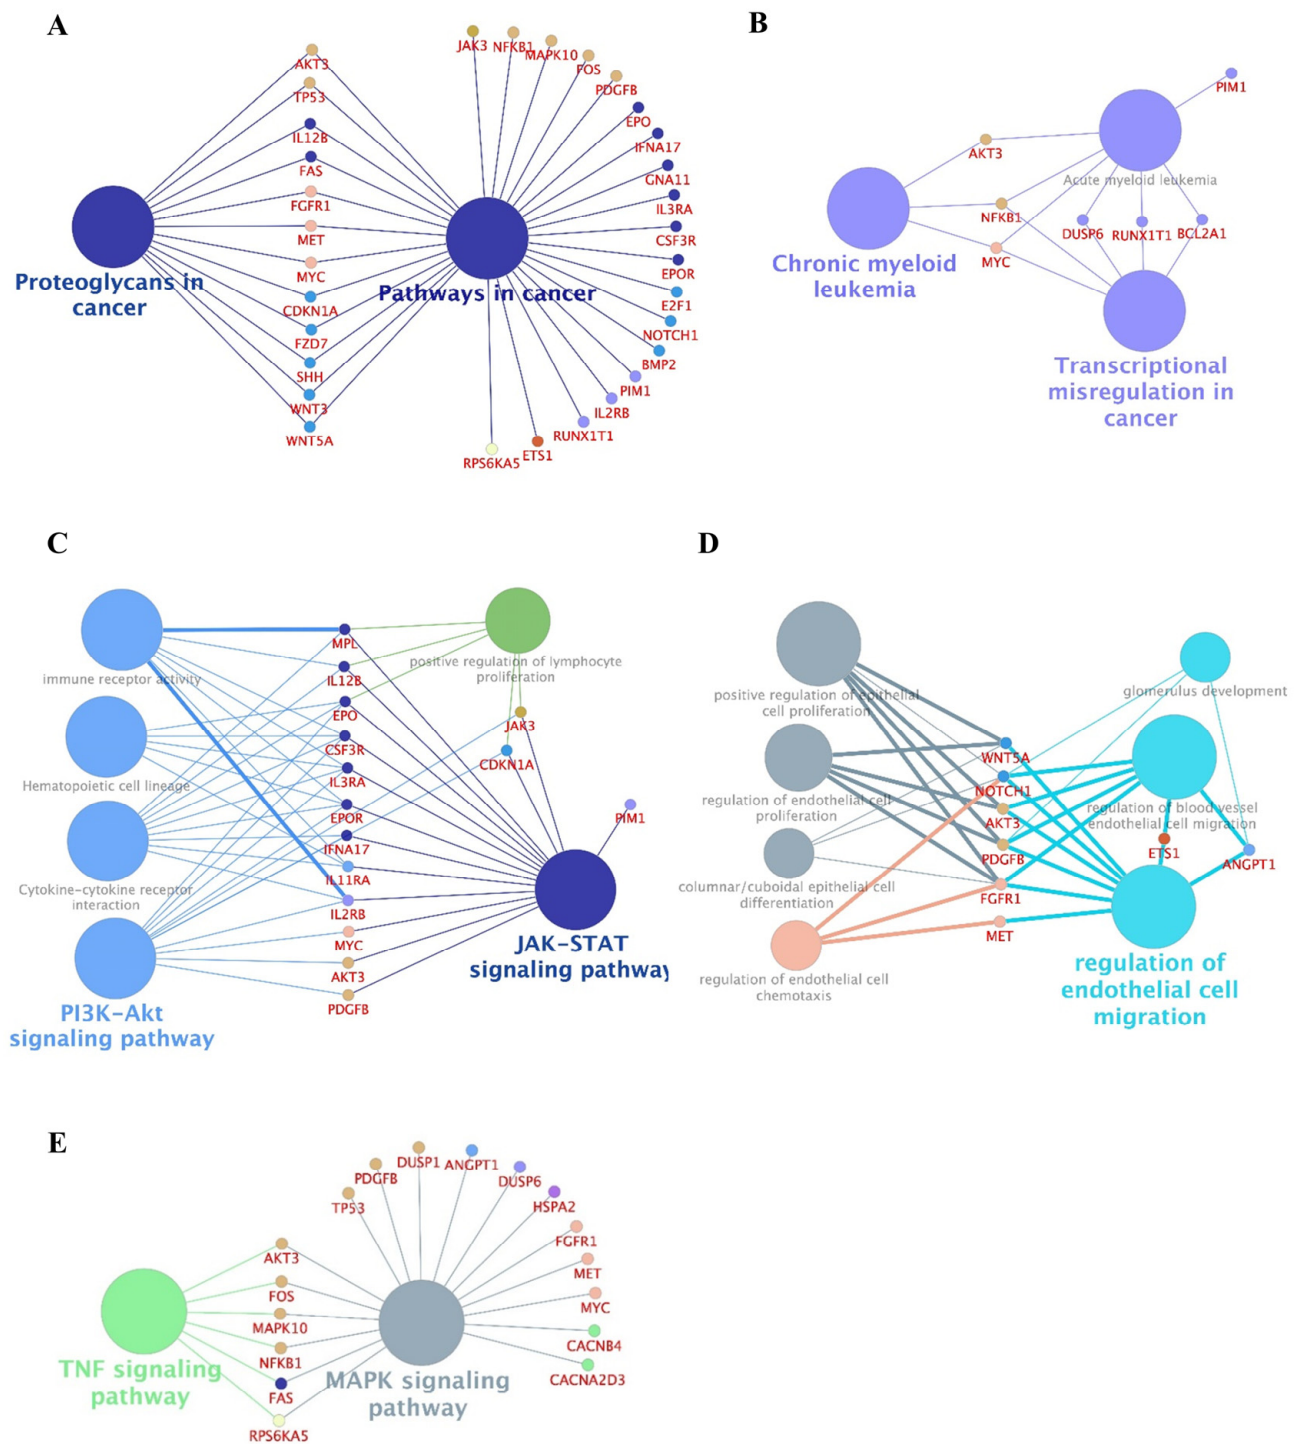 A
AKT3
TP53
IL12B
FAS
FGFR1
MET
MYC
CDKN1A
FZD7
SHH
WNT3
WNT5A
Proteoglycans in
cancer
Pathways in cancer
JAK3
NFKB1
MAPK10
FOS
PDGFB
EPO
IFNA17
GNA11
IL3RA
CSF3R
EPOR
E2F1
NOTCH1
BMP2
PIM1
IL2RB
RUNX1T1
ETS1
RPS6KA5
B
PIM1
AKT3
Acute myeloid leukemia
NFKB1
DUSP6
RUNX1T1
BCL2A1
MYC
Chronic myeloid
leukemia
Transcriptional
misregulation in
cancer
C
immune receptor activity
Hematopoietic cell lineage
Cytokine-cytokine receptor
interaction
PI3K-Akt
signaling pathway
MPL
IL12B
EPO
CSF3R
IL3RA
EPOR
IFNA17
IL11RA
IL2RB
MYC
AKT3
PDGFB
positive regulation of lymphocyte
proliferation
JAK3
CDKN1A
PIM1
JAK-STAT
signaling pathway
D
positive regulation of epithelial
cell proliferation
regulation of endothelial cell
proliferation
columnar/cuboidal epithelial cell
differentiation
regulation of endothelial cell
chemotaxis
WNT5A
NOTCH1
AKT3
PDGFB
FGFR1
MET
glomerulus development
regulation of blood vessel
endothelial cell migration
ETS1
ANGPT1
regulation of
endothelial cell
migration
E
TP53
PDGFB
DUSP1
ANGPT1
DUSP6
HSPA2
FGFR1
MET
MYC
CACNB4
CACNA2D3
AKT3
FOS
MAPK10
NFKB1
FAS
RPS6KA5
TNF signaling
pathway
MAPK signaling
pathway